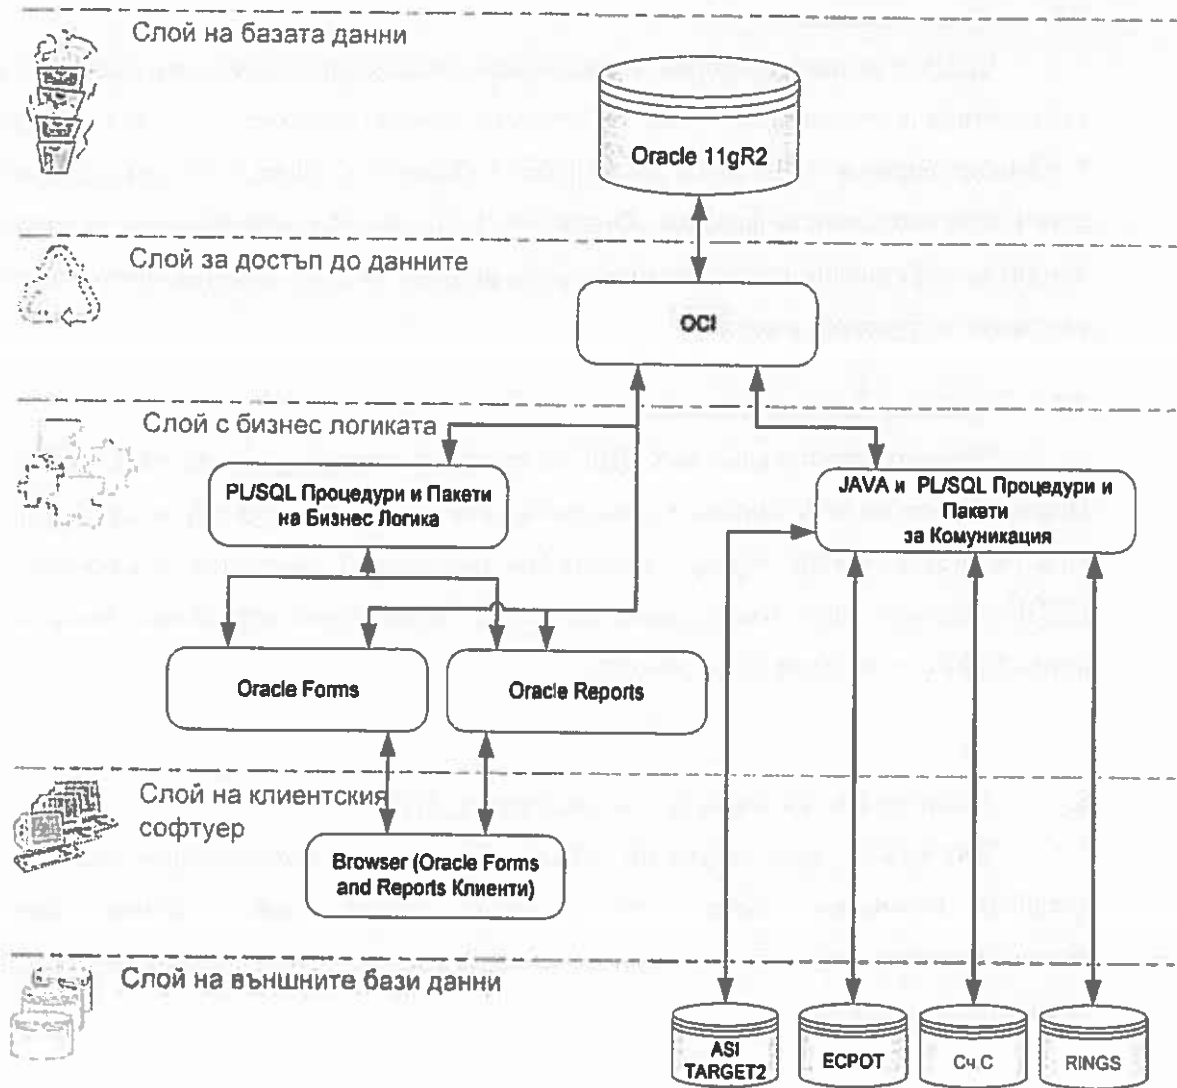 Слой на базата данни
Oracle 11gR2
Слой за достъп до данните
OCI
Слой с бизнес логиката
PL/SQL Процедури и Пакети
на Бизнес Логика
JAVA и PL/SQL Процедури и
Пакети
за Комуникация
Oracle Forms
Oracle Reports
Слой на клиентския
софтуер
Browser (Oracle Forms
and Reports Клиенти)
Слой на външните бази данни
ASI
TARGET2
ЕСРОТ
Сч.С
RINGS